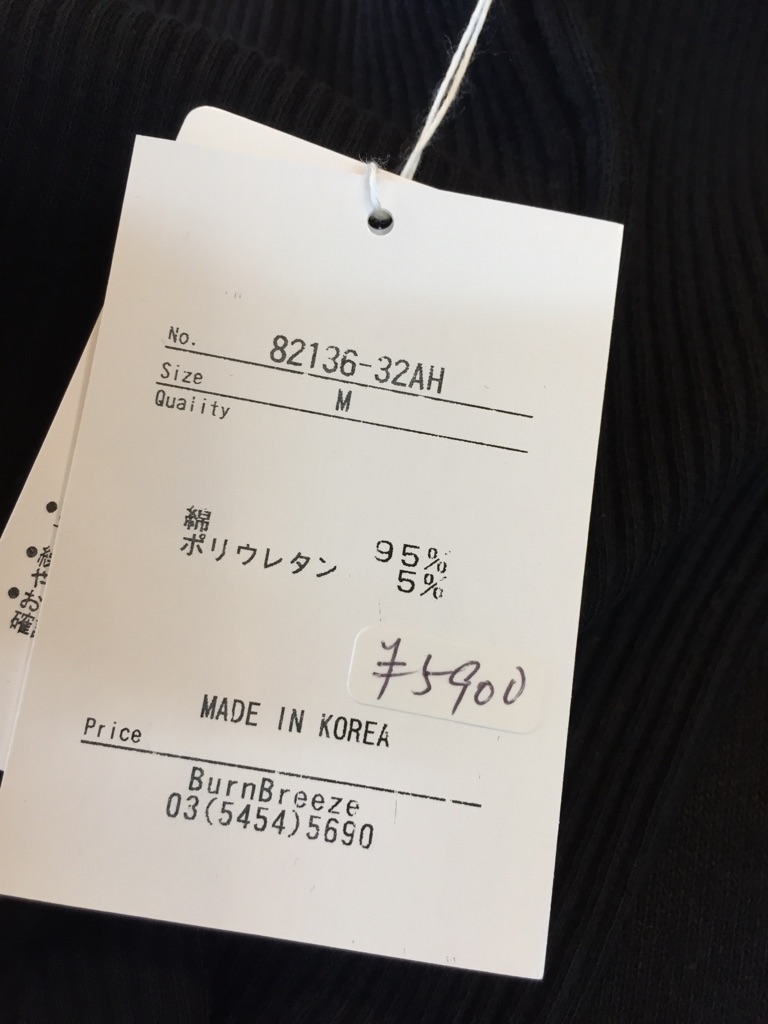 No. 82136-32AH
Size M
Quality
綿 95%
ポリウレタン 5%
¥5900
MADE IN KOREA
Price
BurnBreeze
03(5454)5690